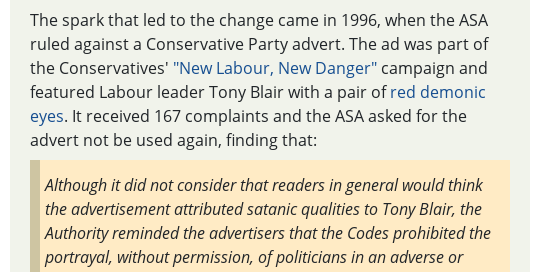 The spark that led to the change came in 1996, when the ASA
ruled against a Conservative Party advert. The ad was part of
the Conservatives' "New Labour, New Danger" campaign and
featured Labour leader Tony Blair with a pair of red demonic
eyes. It received 167 complaints and the ASA asked for the
advert not be used again, finding that:
Although it did not consider that readers in general would think
the advertisement attributed satanic qualities to Tony Blair, the
Authority reminded the advertisers that the Codes prohibited the
portrayal, without permission, of politicians in an adverse or